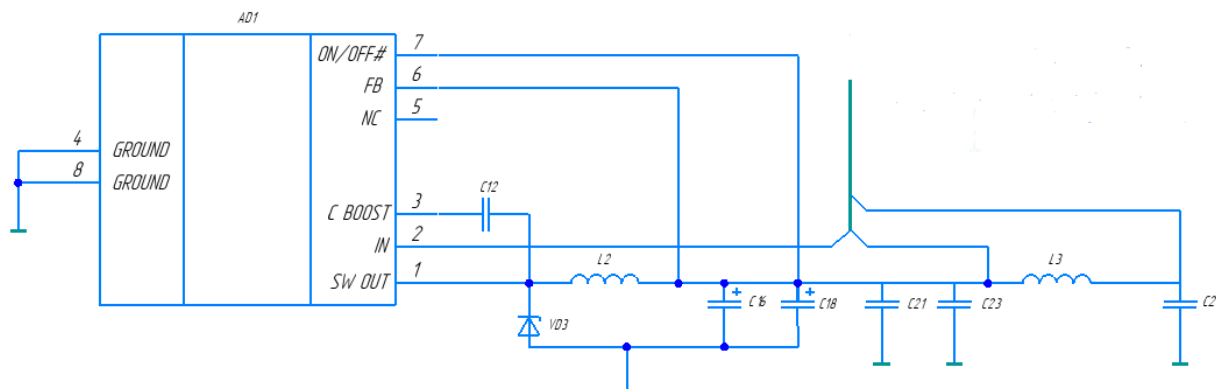 AD1
ON/OFF# 7
FB 6
NC 5
4 GROUND
8 GROUND
C12
C BOOST 3
IN 2
SW OUT 1
L2
L3
C16
C18
C21
C23
C2
VD3